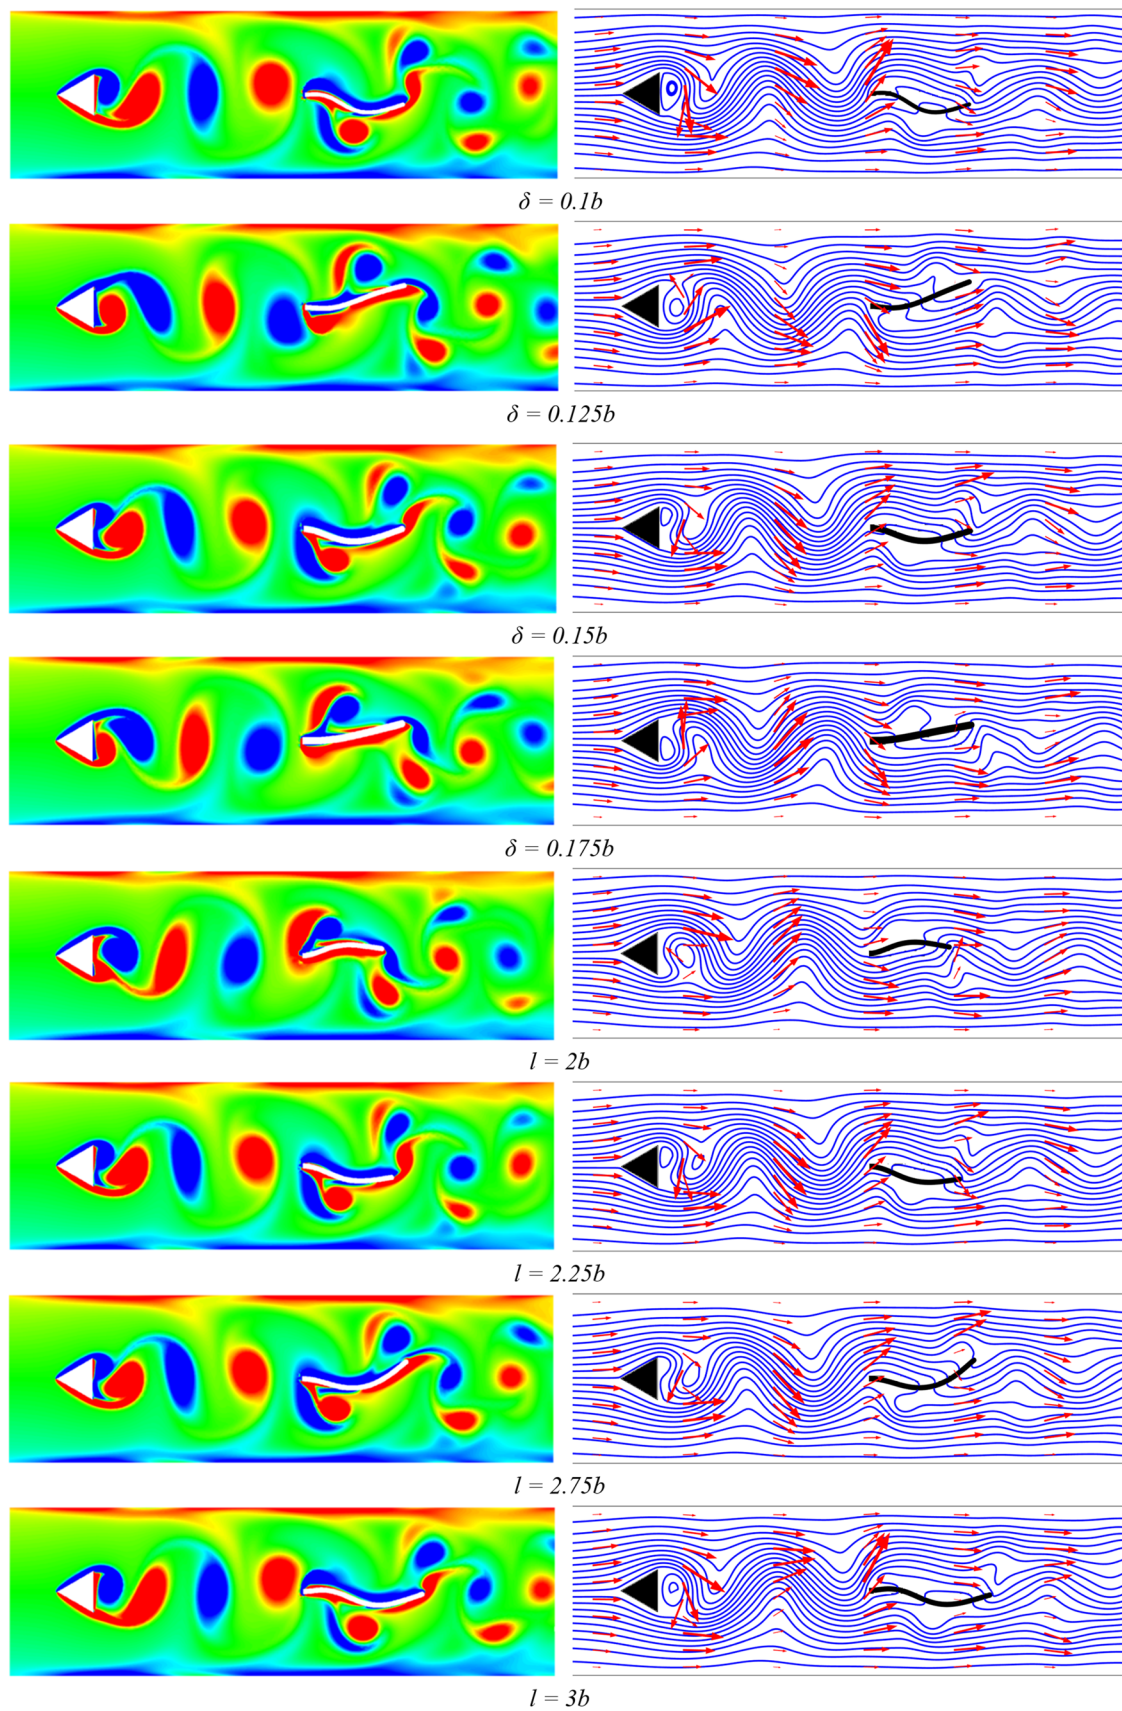 δ = 0.1b
δ = 0.125b
δ = 0.15b
δ = 0.175b
l = 2b
l = 2.25b
l = 2.75b
l = 3b